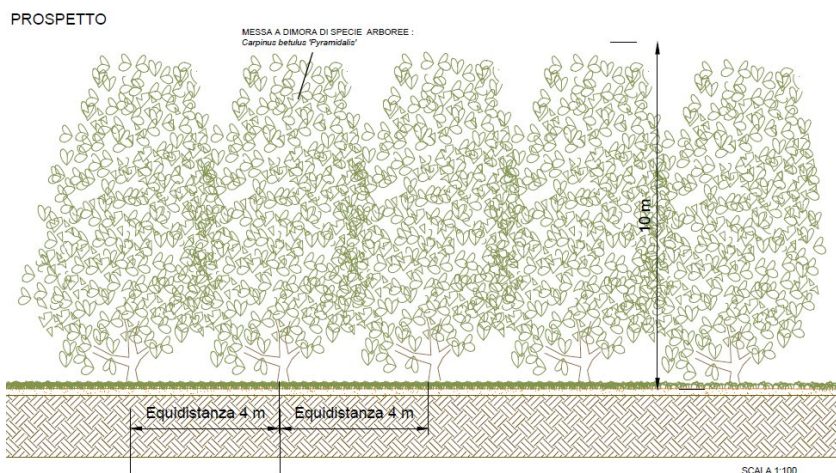 PROSPETTO
MESSA A DIMORA DI SPECIE ARBOREE :
Carpinus betulus 'Pyramidalis'
10 m
Equidistanza 4 m
Equidistanza 4 m
SCALA 1:100